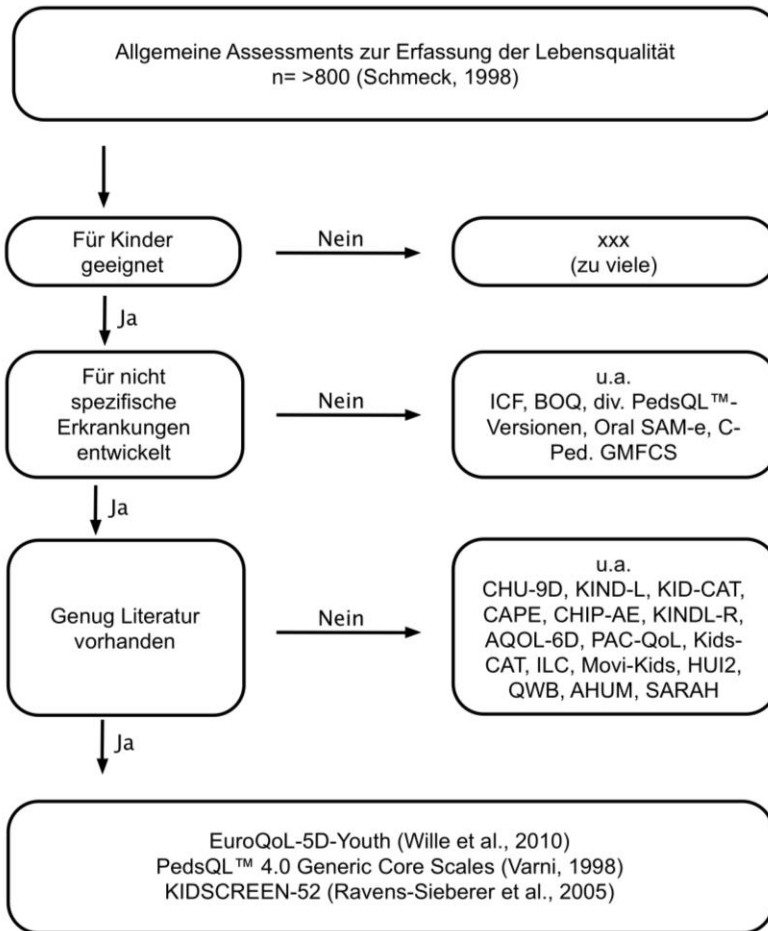 Allgemeine Assessments zur Erfassung der Lebensqualität
n= >800 (Schmeck, 1998)
Für Kinder
geeignet
Nein
xxx
(zu viele)
Ja
Für nicht
spezifische
Erkrankungen
entwickelt
Nein
u.a.
ICF, BOQ, div. PedsQL™-
Versionen, Oral SAM-e, C-
Ped. GMFCS
Ja
Genug Literatur
vorhanden
Nein
u.a.
CHU-9D, KIND-L, KID-CAT,
CAPE, CHIP-AE, KINDL-R,
AQOL-6D, PAC-QoL, Kids-
CAT, ILC, Movi-Kids, HUI2,
QWB, AHUM, SARAH
Ja
EuroQoL-5D-Youth (Wille et al., 2010)
PedsQL™ 4.0 Generic Core Scales (Varni, 1998)
KIDSCREEN-52 (Ravens-Sieberer et al., 2005)